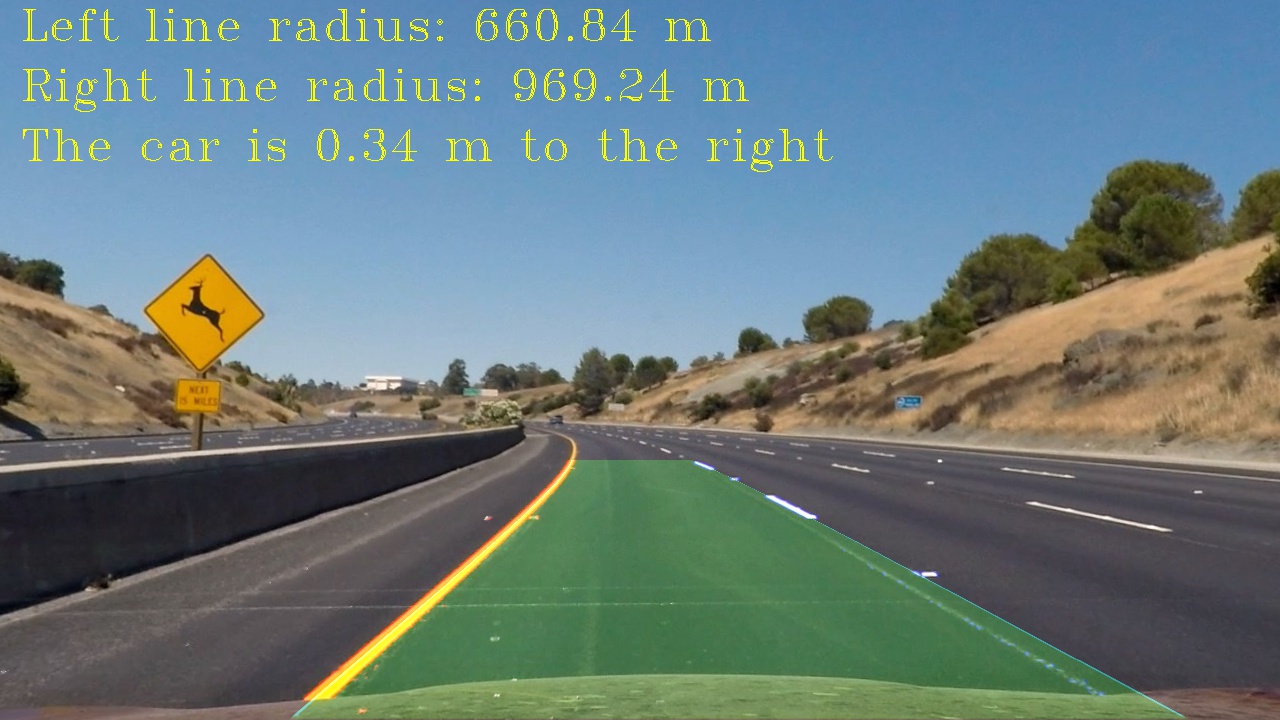 Left line radius: 660.84 m
Right line radius: 969.24 m
The car is 0.34 m to the right
NEXT
15 MILES